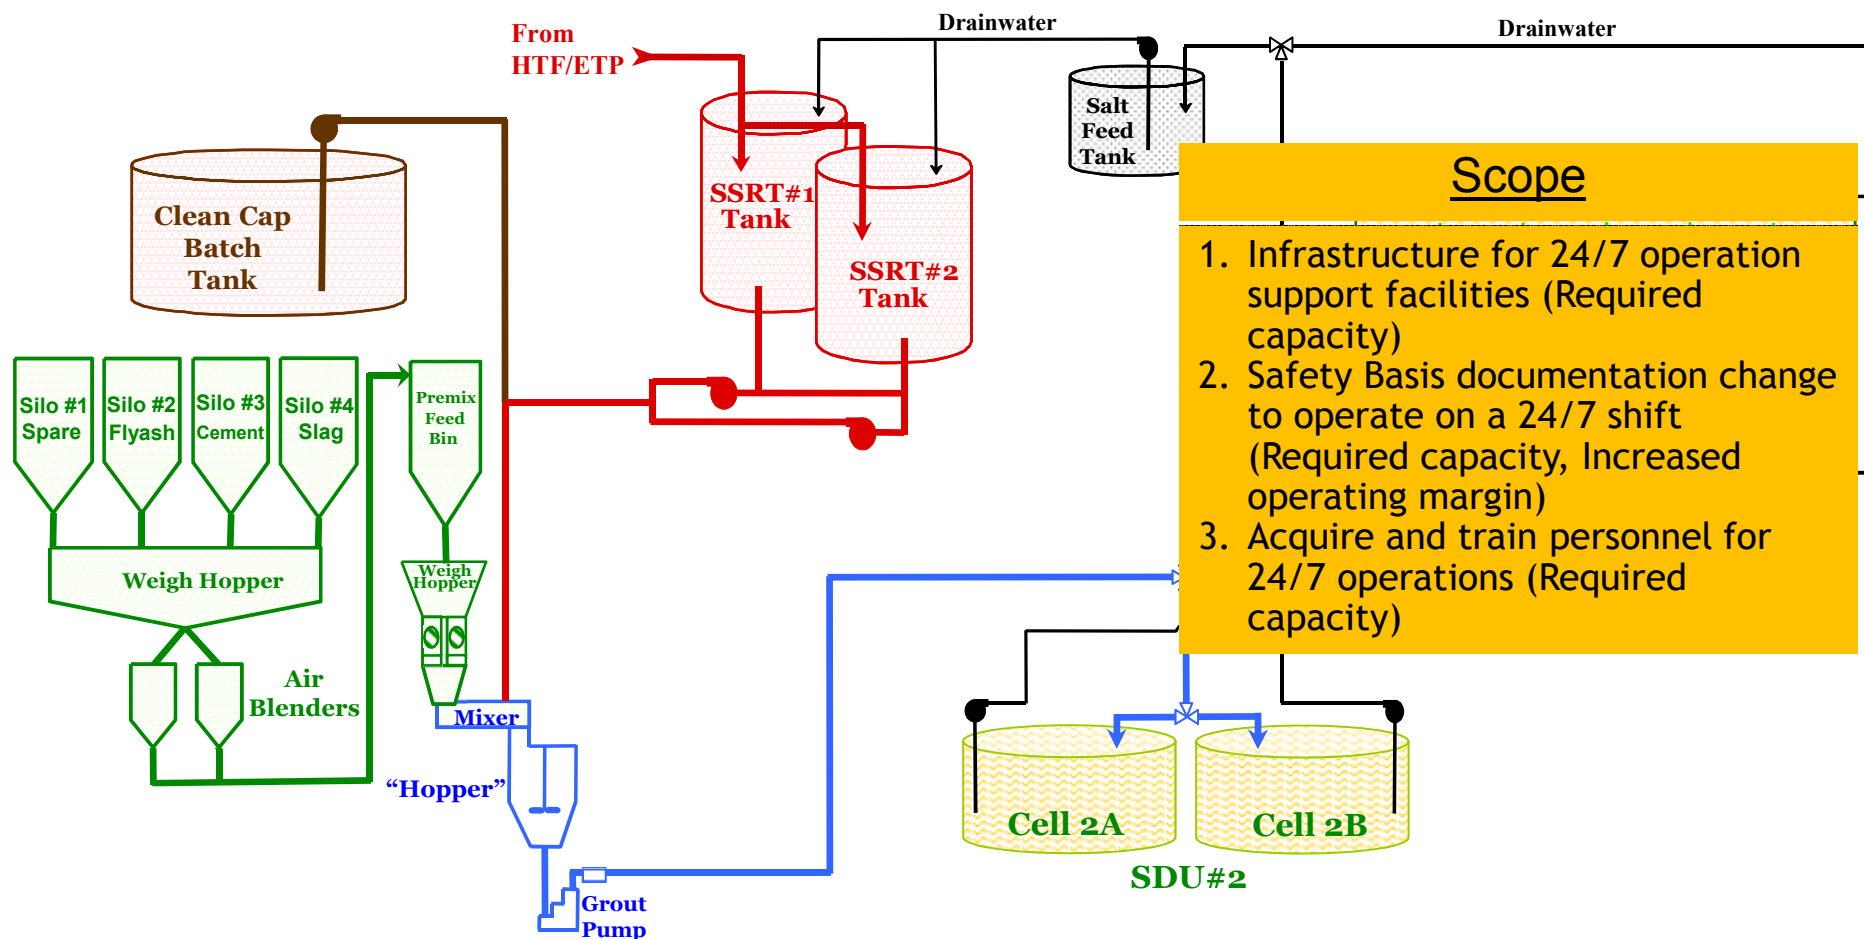 From
HTF/ETP
Drainwater
Drainwater
Salt
Feed
Tank
Clean Cap
Batch
Tank
SSRT#1
Tank
SSRT#2
Tank
Scope
1. Infrastructure for 24/7 operation
support facilities (Required
capacity)
2. Safety Basis documentation change
to operate on a 24/7 shift
(Required capacity, Increased
operating margin)
3. Acquire and train personnel for
24/7 operations (Required
capacity)
Silo #1
Spare
Silo #2
Flyash
Silo #3
Cement
Silo #4
Slag
Premix
Feed
Bin
Weigh Hopper
Weigh
Hopper
Air
Blenders
Mixer
“Hopper”
Grout
Pump
Cell 2A
Cell 2B
SDU#2